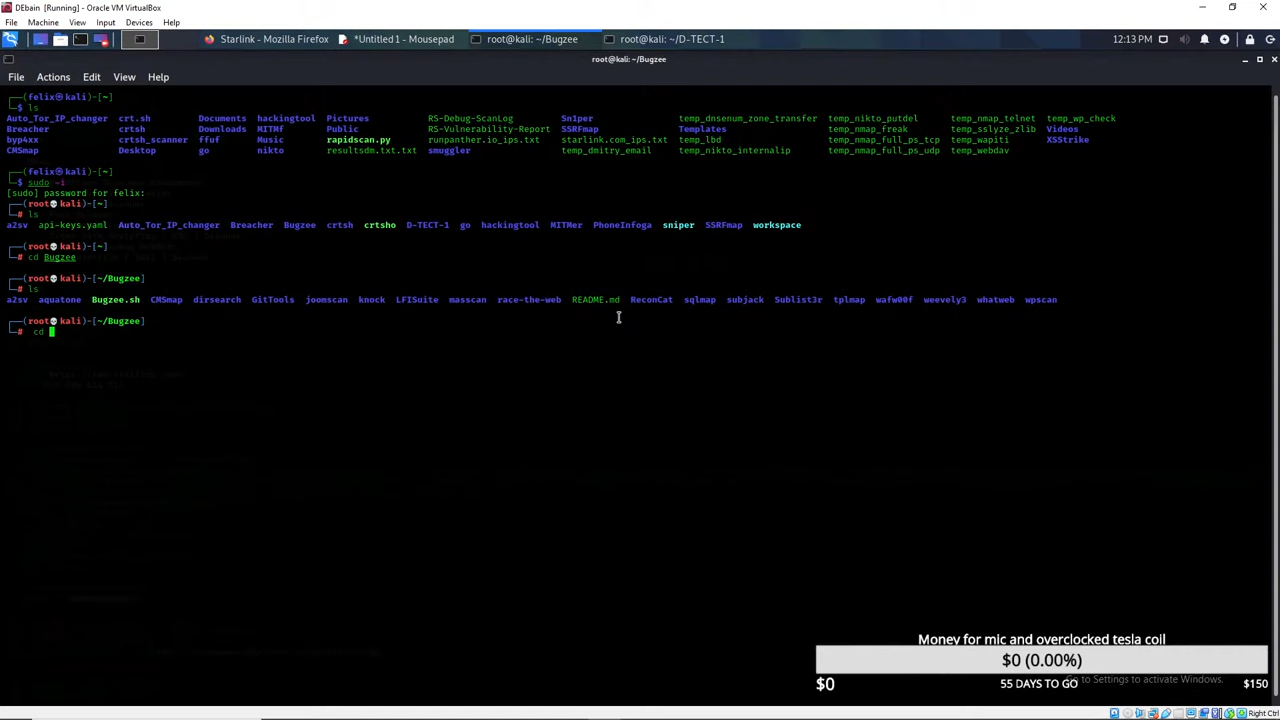 DEbain [Running] - Oracle VM VirtualBox
File Machine View Input Devices Help
Starlink - Mozilla Firefox *Untitled 1 - Mousepad root@kali: ~/Bugzee root@kali: ~/D-TECT-1 12:13 PM
root@kali: ~/Bugzee
File Actions Edit View Help
┌──(felix㉿kali)-[~]
└─$ ls
Auto_Tor_IP_changer crt.sh Documents hackingtool Pictures RS-Debug-ScanLog Sn1per temp_dnsenum_zone_transfer temp_nikto_putdel temp_nmap_telnet temp_wp_check
Breacher crtsh Downloads MITMf Public RS-Vulnerability-Report SSRFmap Templates temp_nmap_freak temp_sslyze_zlib Videos
byp4xx crtsh_scanner ffuf Music rapidscan.py runpanther.io_ips.txt starlink.com_ips.txt temp_lbd temp_nmap_full_ps_tcp temp_wapiti XSStrike
CMSmap Desktop go nikto resultsdm.txt.txt smuggler temp_dmitry_email temp_nikto_internalip temp_nmap_full_ps_udp temp_webdav
┌──(felix㉿kali)-[~]
└─$ sudo -i
[sudo] password for felix:
┌──(root💀kali)-[~]
└─# ls
a2sv api-keys.yaml Auto_Tor_IP_changer Breacher Bugzee crtsh crtsho D-TECT-1 go hackingtool MITMer PhoneInfoga sniper SSRFmap workspace
┌──(root💀kali)-[~]
└─# cd Bugzee
┌──(root💀kali)-[~/Bugzee]
└─# ls
a2sv aquatone Bugzee.sh CMSmap dirsearch GitTools joomscan knock LFISuite masscan race-the-web README.md ReconCat sqlmap subjack Sublist3r tplmap wafw00f weevely3 whatweb wpscan
┌──(root💀kali)-[~/Bugzee]
└─# cd
Money for mic and overclocked tesla coil
$0 (0.00%)
$0 55 DAYS TO GO $150
Go to Settings to activate Windows.
Right Ctrl